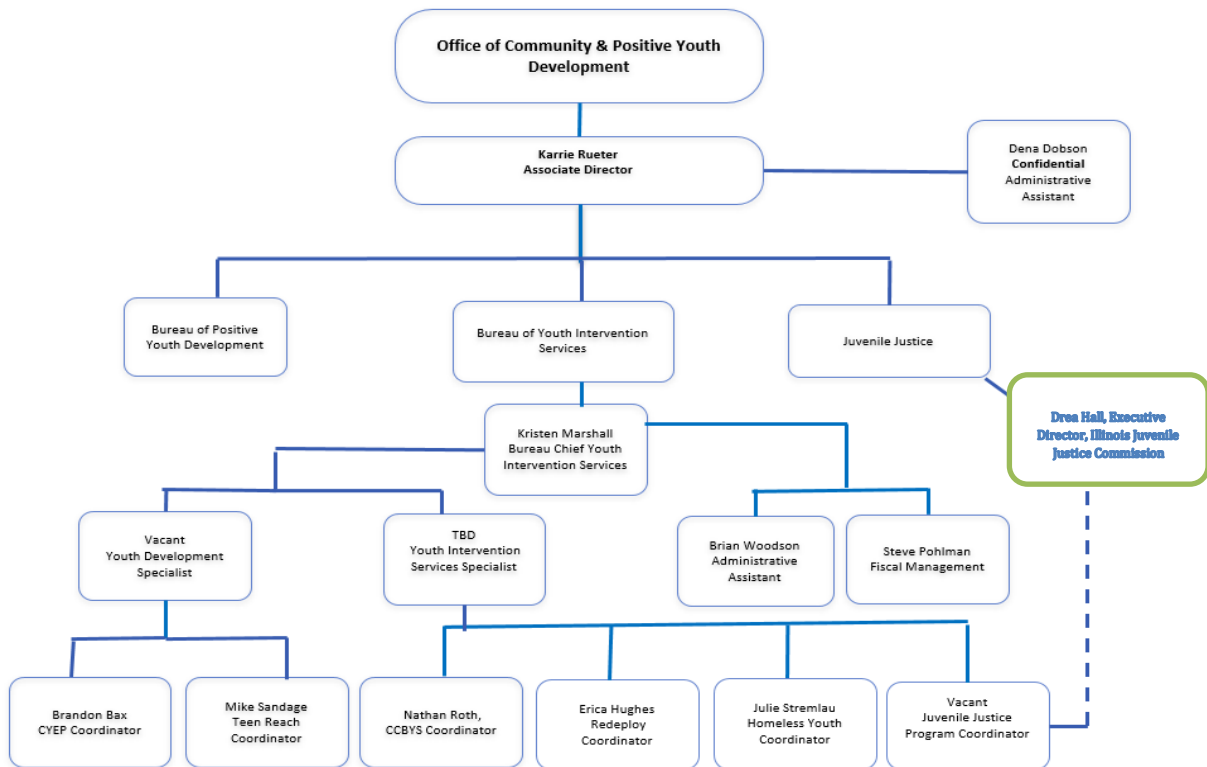 Office of Community & Positive Youth
Development
Karrie Rueter
Associate Director
Dena Dobson
Confidential
Administrative
Assistant
Bureau of Positive
Youth Development
Bureau of Youth Intervention
Services
Juvenile Justice
Drea Hall, Executive
Director, Illinois Juvenile
Justice Commission
Kristen Marshall
Bureau Chief Youth
Intervention Services
Vacant
Youth Development
Specialist
TBD
Youth Intervention
Services Specialist
Brian Woodson
Administrative
Assistant
Steve Pohlman
Fiscal Management
Brandon Bax
CYEP Coordinator
Mike Sandage
Teen Reach
Coordinator
Nathan Roth,
CCBYS Coordinator
Erica Hughes
Redeploy
Coordinator
Julie Stremlau
Homeless Youth
Coordinator
Vacant
Juvenile Justice
Program Coordinator